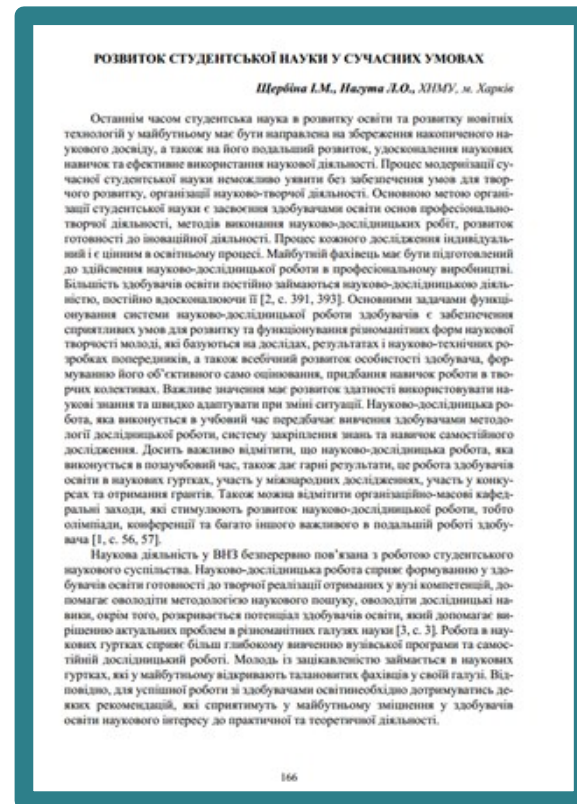 РОЗВИТОК СТУДЕНТСЬКОЇ НАУКИ У СУЧАСНИХ УМОВАХ
Щербіна І.М., Нагута Л.О., ХНМУ, м. Харків
Останнім часом студентська наука в розвитку освіти та розвитку новітніх
технологій у майбутньому має бути направлена на збереження накопиченого на-
укового досвіду, а також на його подальший розвиток, удосконалення наукових
навичок та ефективне використання наукової діяльності. Процес модернізації су-
часної студентської науки неможливо уявити без забезпечення умов для твор-
чого розвитку, організації науково-творчої діяльності. Основною метою органі-
зації студентської науки є засвоєння здобувачами освіти основ професіонально-
творчої діяльності, методів виконання науково-дослідницьких робіт, розвиток
готовності до іноваційної діяльності. Процес кожного дослідження індивідуаль-
ний і є цінним в освітньому процесі. Майбутній фахівець має бути підготовлений
до здійснення науково-дослідницької роботи в професіональному виробництві.
Більшість здобувачів освіти постійно займаються науково-дослідницькою діяль-
ністю, постійно вдосконалюючи її [2, с. 391, 393]. Основними задачами функці-
онування системи науково-дослідницької роботи здобувачів є забезпечення
сприятливих умов для розвитку та функціонування різноманітних форм наукової
творчості молоді, які базуються на дослідах, результатах і науково-технічних ро-
зробках попередників, а також всебічний розвиток особистості здобувача, фор-
муванню його об’єктивного само оцінювання, придбання навичок роботи в тво-
рчих колективах. Важливе значення має розвиток здатності використовувати на-
укові знання та швидко адаптувати при зміні ситуації. Науково-дослідницька ро-
бота, яка виконується в учбовий час передбачає вивчення здобувачами методо-
логії дослідницької роботи, систему закріплення знань та навичок самостійного
дослідження. Досить важливо відмітити, що науково-дослідницька робота, яка
виконується в позаучбовий час, також дає гарні результати, це робота здобувачів
освіти в наукових гуртках, участь у міжнародних дослідженнях, участь у конку-
рсах та отримання грантів. Також можна відмітити організаційно-масові кафед-
ральні заходи, які стимулюють розвиток науково-дослідницької роботи, тобто
олімпіади, конференції та багато іншого важливого в подальшій роботі здобу-
вача [1, с. 56, 57].
Наукова діяльність у ВНЗ безперервно пов’язана з роботою студентського
наукового суспільства. Науково-дослідницька робота сприяє формуванню у здо-
бувачів освіти готовності до творчої реалізації отриманих у вузі компетенцій, до-
помагає оволодіти методологією наукового пошуку, оволодіти дослідницькі на-
вики, окрім того, розкривається потенціал здобувачів освіти, який допомагає ви-
рішенню актуальних проблем в різноманітних галузях науки [3, с. 3]. Робота в нау-
кових гуртках сприяє більш глибокому вивченню вузівської програми та самос-
тійній дослідницький роботі. Молодь із зацікавленістю займається в наукових
гуртках, які у майбутньому відкривають талановитих фахівців у своїй галузі. Від-
повідно, для успішної роботи зі здобувачами освітинеобхідно дотримуватись де-
яких рекомендацій, які сприятимуть у майбутньому зміцнення у здобувачів
освіти наукового інтересу до практичної та теоретичної діяльності.
166